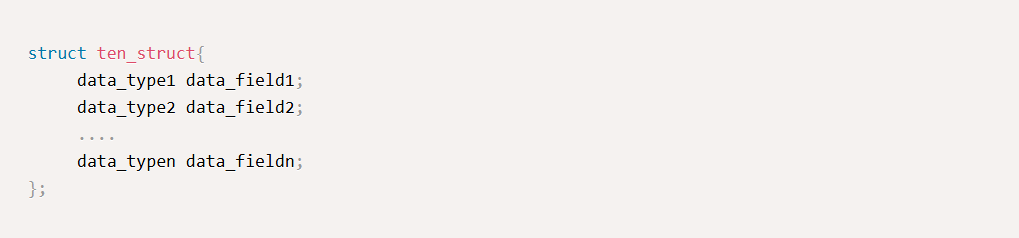 struct ten_struct{
data_type1 data_field1;
data_type2 data_field2;
....
data_typen data_fieldn;
};